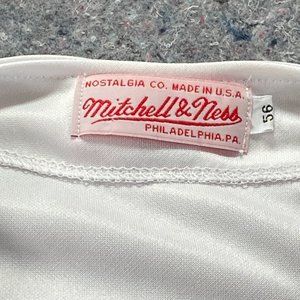 NOSTALGIA CO. MADE IN U.S.A.
Mitchell & Ness
PHILADELPHIA, PA.
56